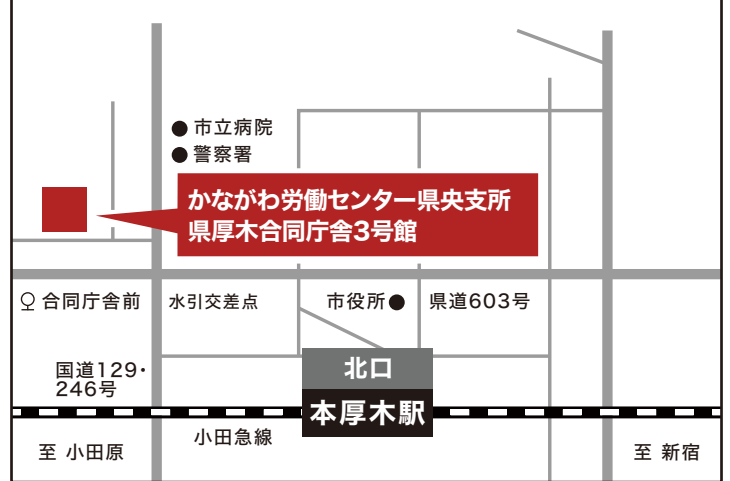 市立病院
警察署
かながわ労働センター県央支所
県厚木合同庁舎3号館
合同庁舎前
水引交差点
市役所
県道603号
国道129・
246号
北口
本厚木駅
小田急線
至 小田原
至 新宿